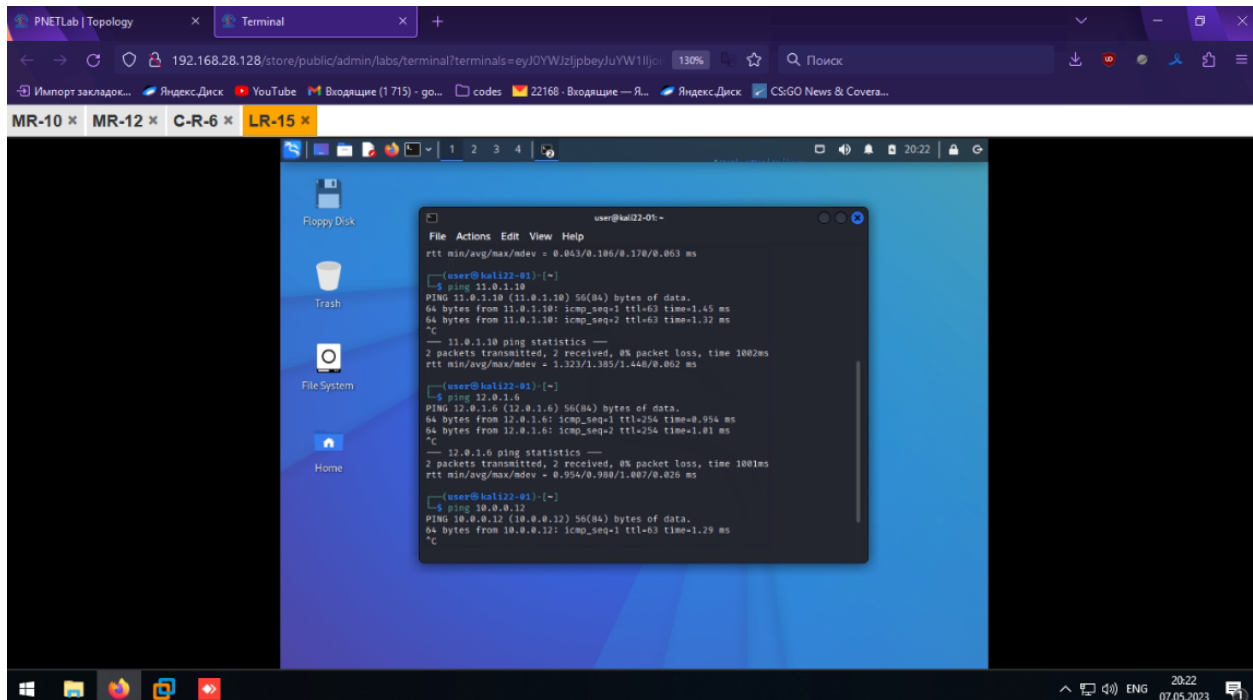 PNETLab | Topology
Terminal
192.168.28.128/store/public/admin/labs/terminal?terminals=eyJ0YWJzIjpbeyJuYW1lIjoi
130%
Поиск
Импорт закладок...
Яндекс.Диск
YouTube
Входящие (1 715) - go...
codes
22168 · Входящие — Я...
Яндекс.Диск
CS:GO News & Covera...
MR-10 × MR-12 × C-R-6 × LR-15 ×
1 2 3 4
20:22
Floppy Disk
Trash
File System
Home
user@kali22-01: ~
File Actions Edit View Help
rtt min/avg/max/mdev = 0.043/0.106/0.170/0.063 ms
(user㉿kali22-01)-[~]
$ ping 11.0.1.10
PING 11.0.1.10 (11.0.1.10) 56(84) bytes of data.
64 bytes from 11.0.1.10: icmp_seq=1 ttl=63 time=1.45 ms
64 bytes from 11.0.1.10: icmp_seq=2 ttl=63 time=1.32 ms
^C
— 11.0.1.10 ping statistics —
2 packets transmitted, 2 received, 0% packet loss, time 1002ms
rtt min/avg/max/mdev = 1.323/1.385/1.448/0.062 ms
(user㉿kali22-01)-[~]
$ ping 12.0.1.6
PING 12.0.1.6 (12.0.1.6) 56(84) bytes of data.
64 bytes from 12.0.1.6: icmp_seq=1 ttl=254 time=0.954 ms
64 bytes from 12.0.1.6: icmp_seq=2 ttl=254 time=1.01 ms
^C
— 12.0.1.6 ping statistics —
2 packets transmitted, 2 received, 0% packet loss, time 1001ms
rtt min/avg/max/mdev = 0.954/0.980/1.007/0.026 ms
(user㉿kali22-01)-[~]
$ ping 10.0.0.12
PING 10.0.0.12 (10.0.0.12) 56(84) bytes of data.
64 bytes from 10.0.0.12: icmp_seq=1 ttl=63 time=1.29 ms
^C
ENG
20:22
07.05.2023